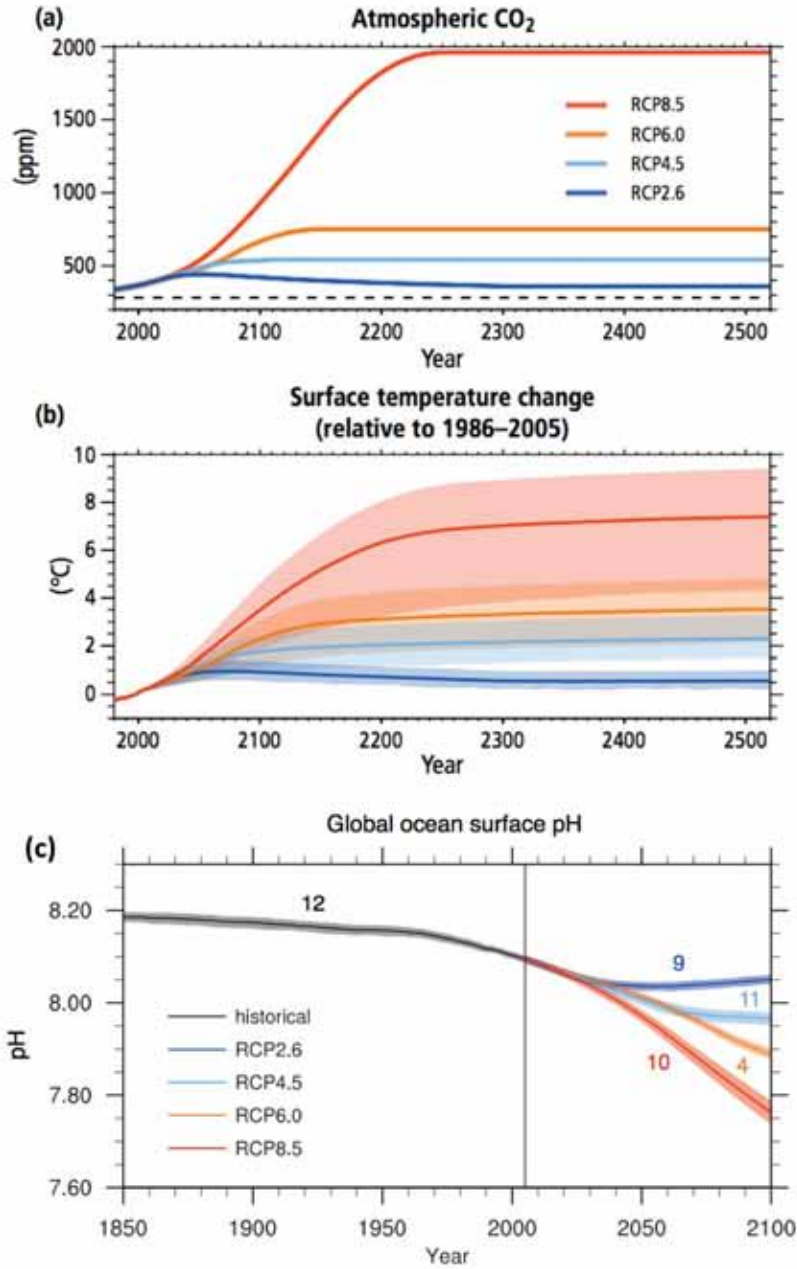 (a)
Atmospheric CO₂
2000
1500
1000
500
(ppm)
RCP8.5
RCP6.0
RCP4.5
RCP2.6
2000 2100 2200 2300 2400 2500
Year
(b)
Surface temperature change
(relative to 1986–2005)
10
8
6
4
2
0
(°C)
2000 2100 2200 2300 2400 2500
Year
Global ocean surface pH
(c)
8.20
8.00
7.80
7.60
pH
12
9
11
4
10
historical
RCP2.6
RCP4.5
RCP6.0
RCP8.5
1850 1900 1950 2000 2050 2100
Year